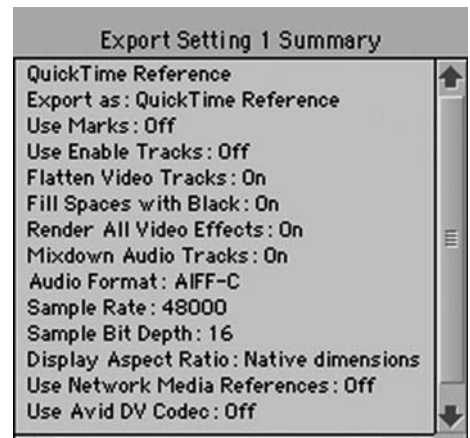 Export Setting 1 Summary
QuickTime Reference
Export as: QuickTime Reference
Use Marks: Off
Use Enable Tracks: Off
Flatten Video Tracks: On
Fill Spaces with Black: On
Render All Video Effects: On
Mixdown Audio Tracks: On
Audio Format: AIFF-C
Sample Rate: 48000
Sample Bit Depth: 16
Display Aspect Ratio: Native dimensions
Use Network Media References: Off
Use Avid DV Codec: Off